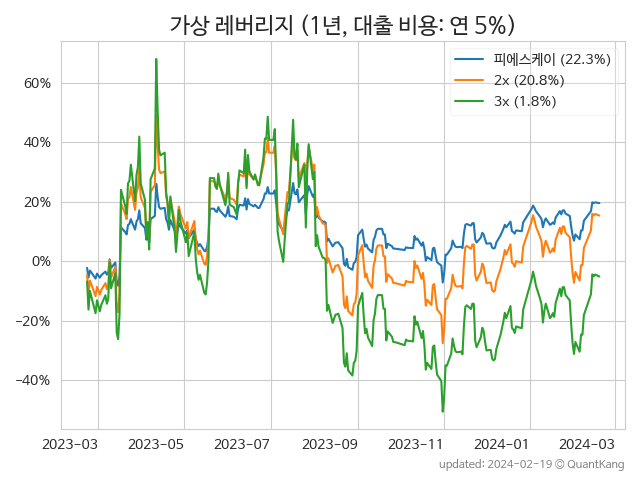 가상 레버리지 (1년, 대출 비용: 연 5%)
피에스케이 (22.3%)
2x (20.8%)
3x (1.8%)
60%
40%
20%
0%
−20%
−40%
2023-03 2023-05 2023-07 2023-09 2023-11 2024-01 2024-03
updated: 2024-02-19 © QuantKang